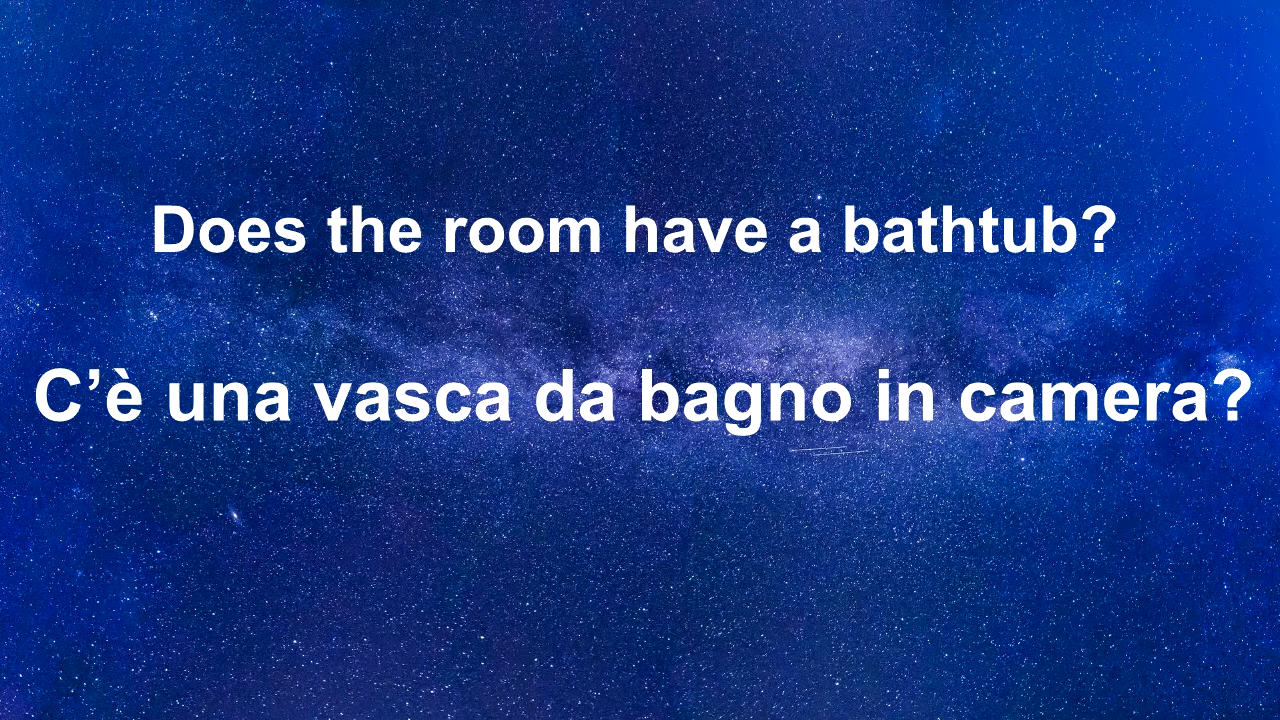 Does the room have a bathtub?
C’è una vasca da bagno in camera?